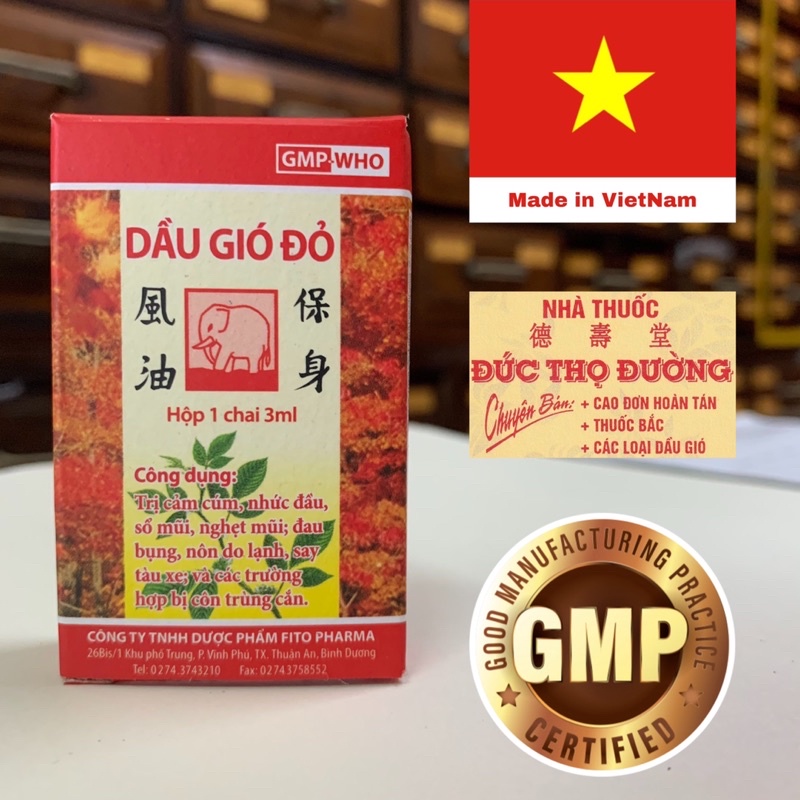 GMP-WHO
DẦU GIÓ ĐỎ
風油
保身
Hộp 1 chai 3ml
Công dụng:
Trị cảm cúm, nhức đầu,
sổ mũi, nghẹt mũi; đau
bụng, nôn do lạnh, say
tàu xe; và các trường
hợp bị côn trùng cắn.
CÔNG TY TNHH DƯỢC PHẨM FITO PHARMA
26Bis/1 Khu phố Trung, P. Vĩnh Phú, TX. Thuận An, Bình Dương
Tel: 0274.3743210 Fax: 02743758552
Made in VietNam
NHÀ THUỐC
德壽堂
ĐỨC THỌ ĐƯỜNG
Chuyên Bán: + CAO ĐƠN HOÀN TÁN
+ THUỐC BẮC
+ CÁC LOẠI DẦU GIÓ
GOOD MANUFACTURING PRACTICE
GMP
CERTIFIED